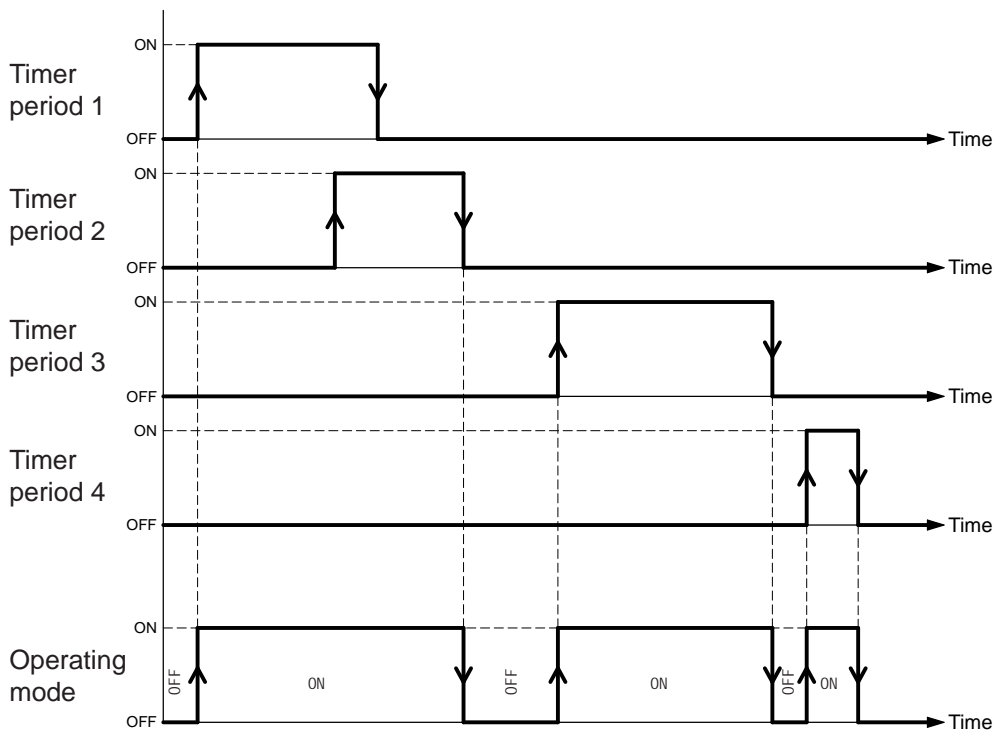 ON
Timer
period 1
OFF
Time
ON
Timer
period 2
OFF
Time
ON
Timer
period 3
OFF
Time
ON
Timer
period 4
OFF
Time
ON
Operating
mode
OFF
ON
OFF
ON
OFF
ON
OFF
Time